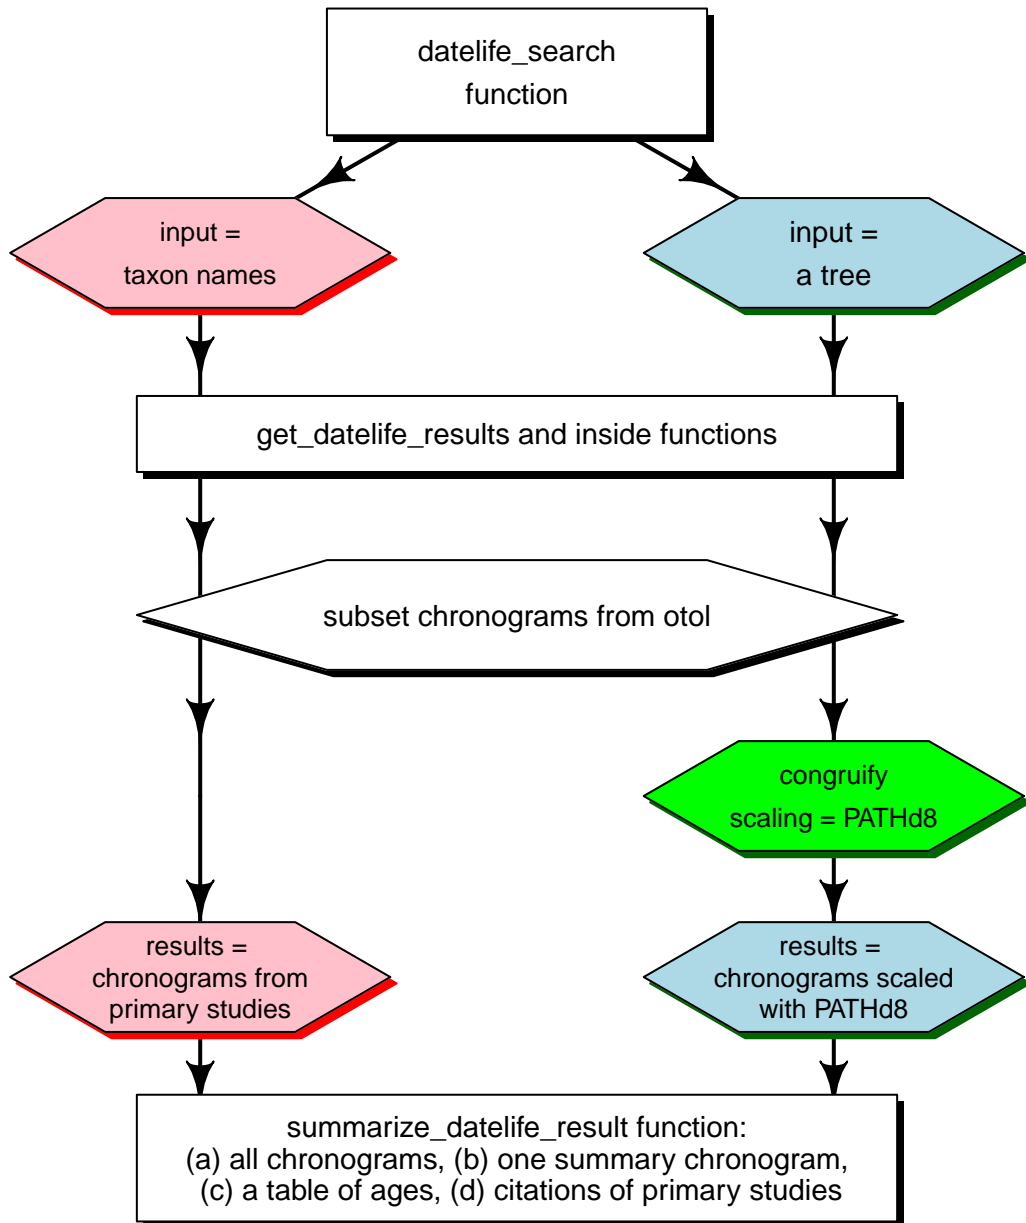 datelife_search
function
input =
taxon names
input =
a tree
get_datelife_results and inside functions
subset chronograms from otol
congruify
scaling = PATHd8
results =
chronograms from
primary studies
results =
chronograms scaled
with PATHd8
summarize_datelife_result function:
(a) all chronograms, (b) one summary chronogram,
(c) a table of ages, (d) citations of primary studies